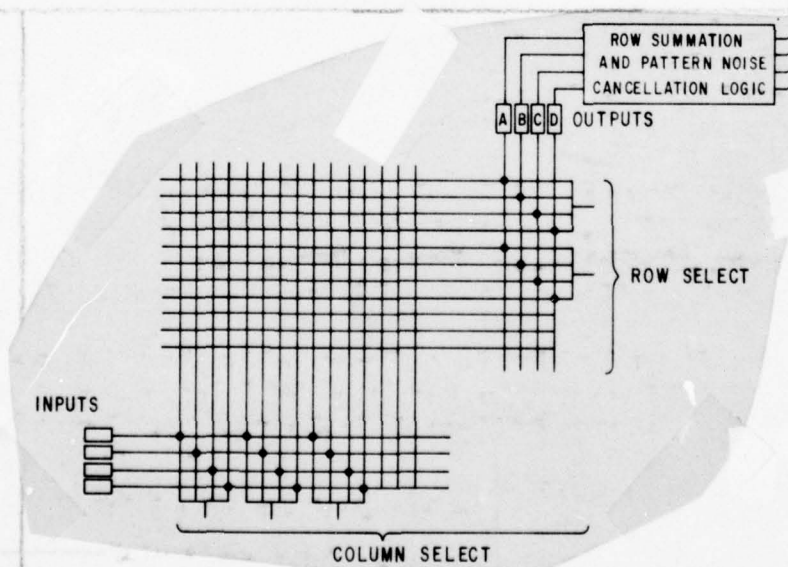 ROW SUMMATION
AND PATTERN NOISE
CANCELLATION LOGIC
A B C D OUTPUTS
ROW SELECT
INPUTS
COLUMN SELECT